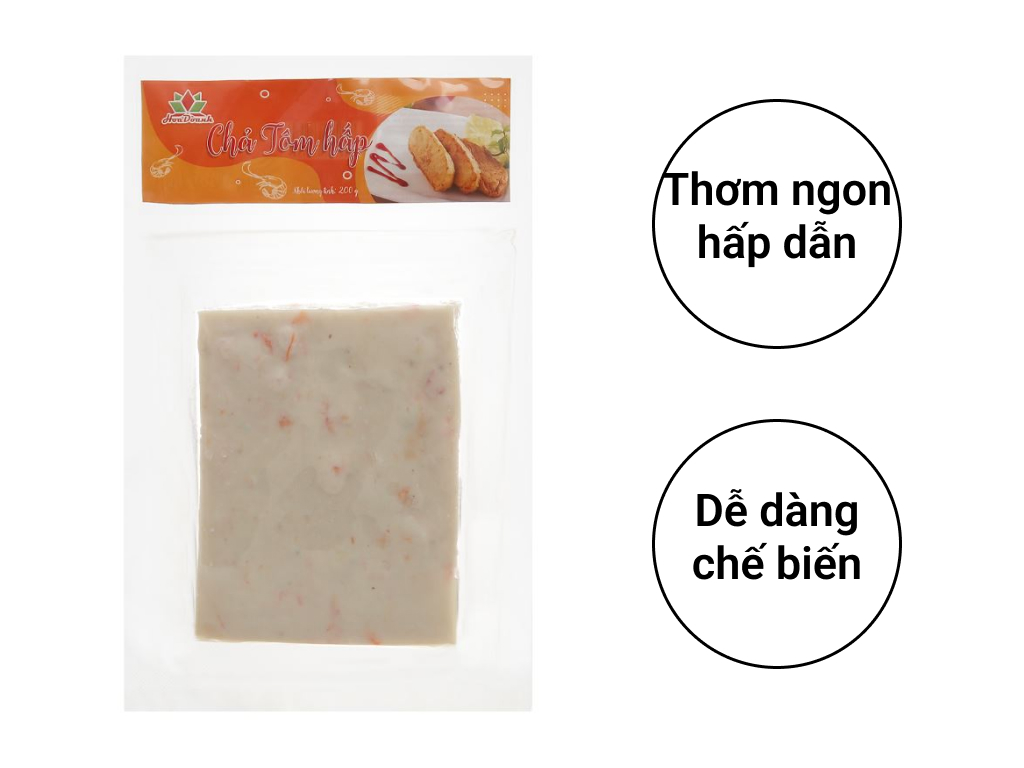 HoaDoanh
Chả Tôm hấp
Khối lượng tịnh: 200 g
Thơm ngon
hấp dẫn
Dễ dàng
chế biến